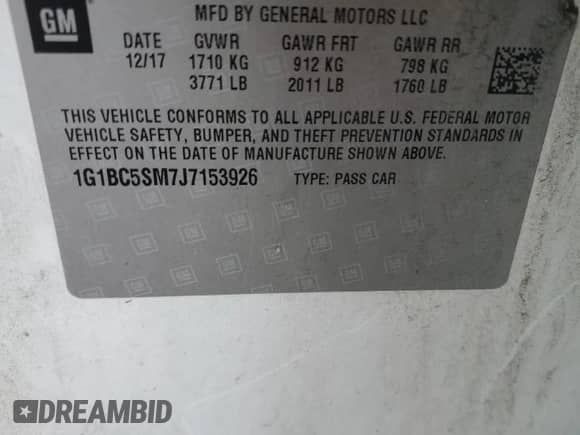 GM
MFD BY GENERAL MOTORS LLC
DATE GVWR GAWR FRT GAWR RR
12/17 1710 KG 912 KG 798 KG
3771 LB 2011 LB 1760 LB
THIS VEHICLE CONFORMS TO ALL APPLICABLE U.S. FEDERAL MOTOR
VEHICLE SAFETY, BUMPER, AND THEFT PREVENTION STANDARDS IN
EFFECT ON THE DATE OF MANUFACTURE SHOWN ABOVE.
1G1BC5SM7J7153926 TYPE: PASS CAR
DREAMBID